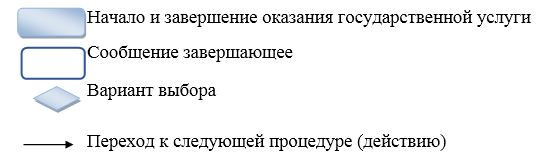 Начало и завершение оказания государственной услуги
Сообщение завершающее
Вариант выбора
Переход к следующей процедуре (действию)